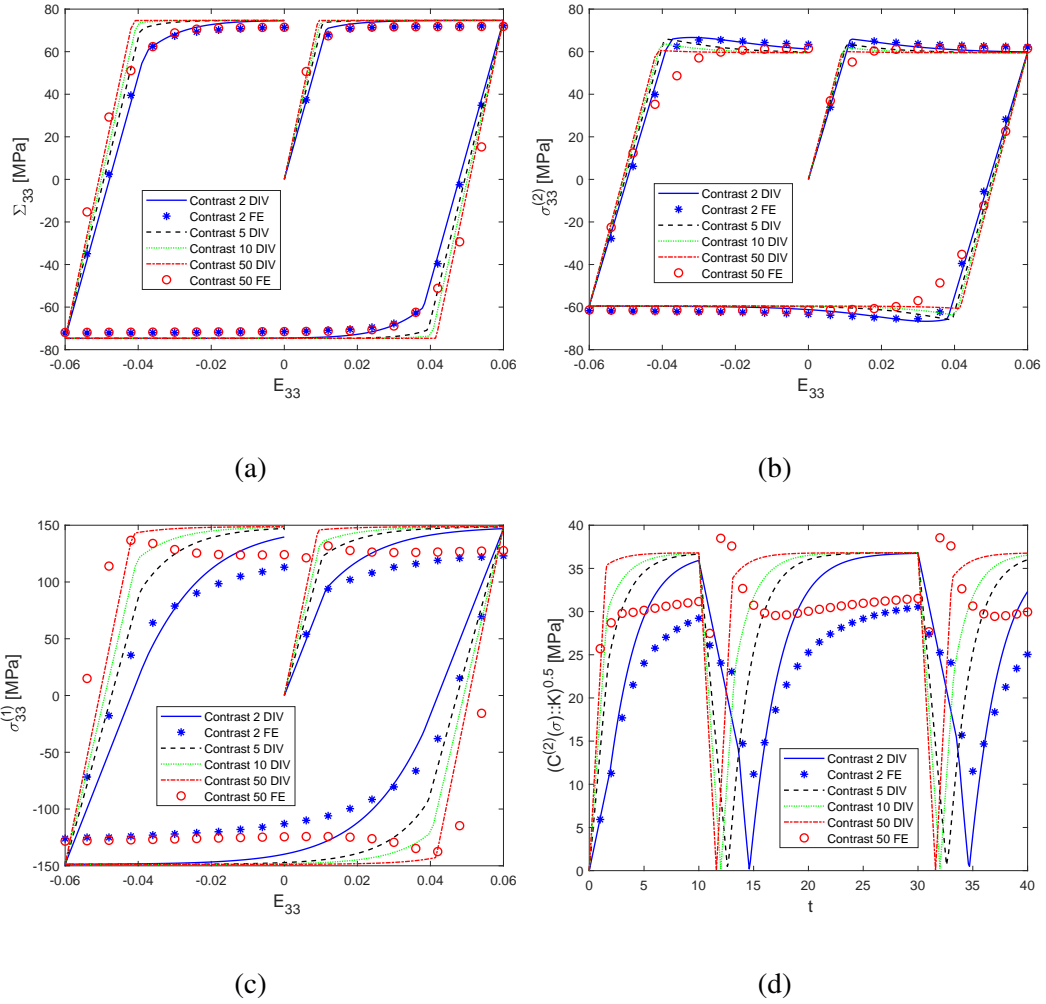 80
60
40
20
0
-20
-40
-60
-80
Σ33 [MPa]
-0.06
-0.04
-0.02
0
0.02
0.04
0.06
E33
Contrast 2 DIV
Contrast 2 FE
Contrast 5 DIV
Contrast 10 DIV
Contrast 50 DIV
Contrast 50 FE
(a)
80
60
40
20
0
-20
-40
-60
-80
σ33(2) [MPa]
-0.06
-0.04
-0.02
0
0.02
0.04
0.06
E33
Contrast 2 DIV
Contrast 2 FE
Contrast 5 DIV
Contrast 10 DIV
Contrast 50 DIV
Contrast 50 FE
(b)
150
100
50
0
-50
-100
-150
σ33(1) [MPa]
-0.06
-0.04
-0.02
0
0.02
0.04
0.06
E33
Contrast 2 DIV
Contrast 2 FE
Contrast 5 DIV
Contrast 10 DIV
Contrast 50 DIV
Contrast 50 FE
(c)
40
35
30
25
20
15
10
5
0
(C(2)(σ)::K)0.5 [MPa]
0
5
10
15
20
25
30
35
40
t
Contrast 2 DIV
Contrast 2 FE
Contrast 5 DIV
Contrast 10 DIV
Contrast 50 DIV
Contrast 50 FE
(d)